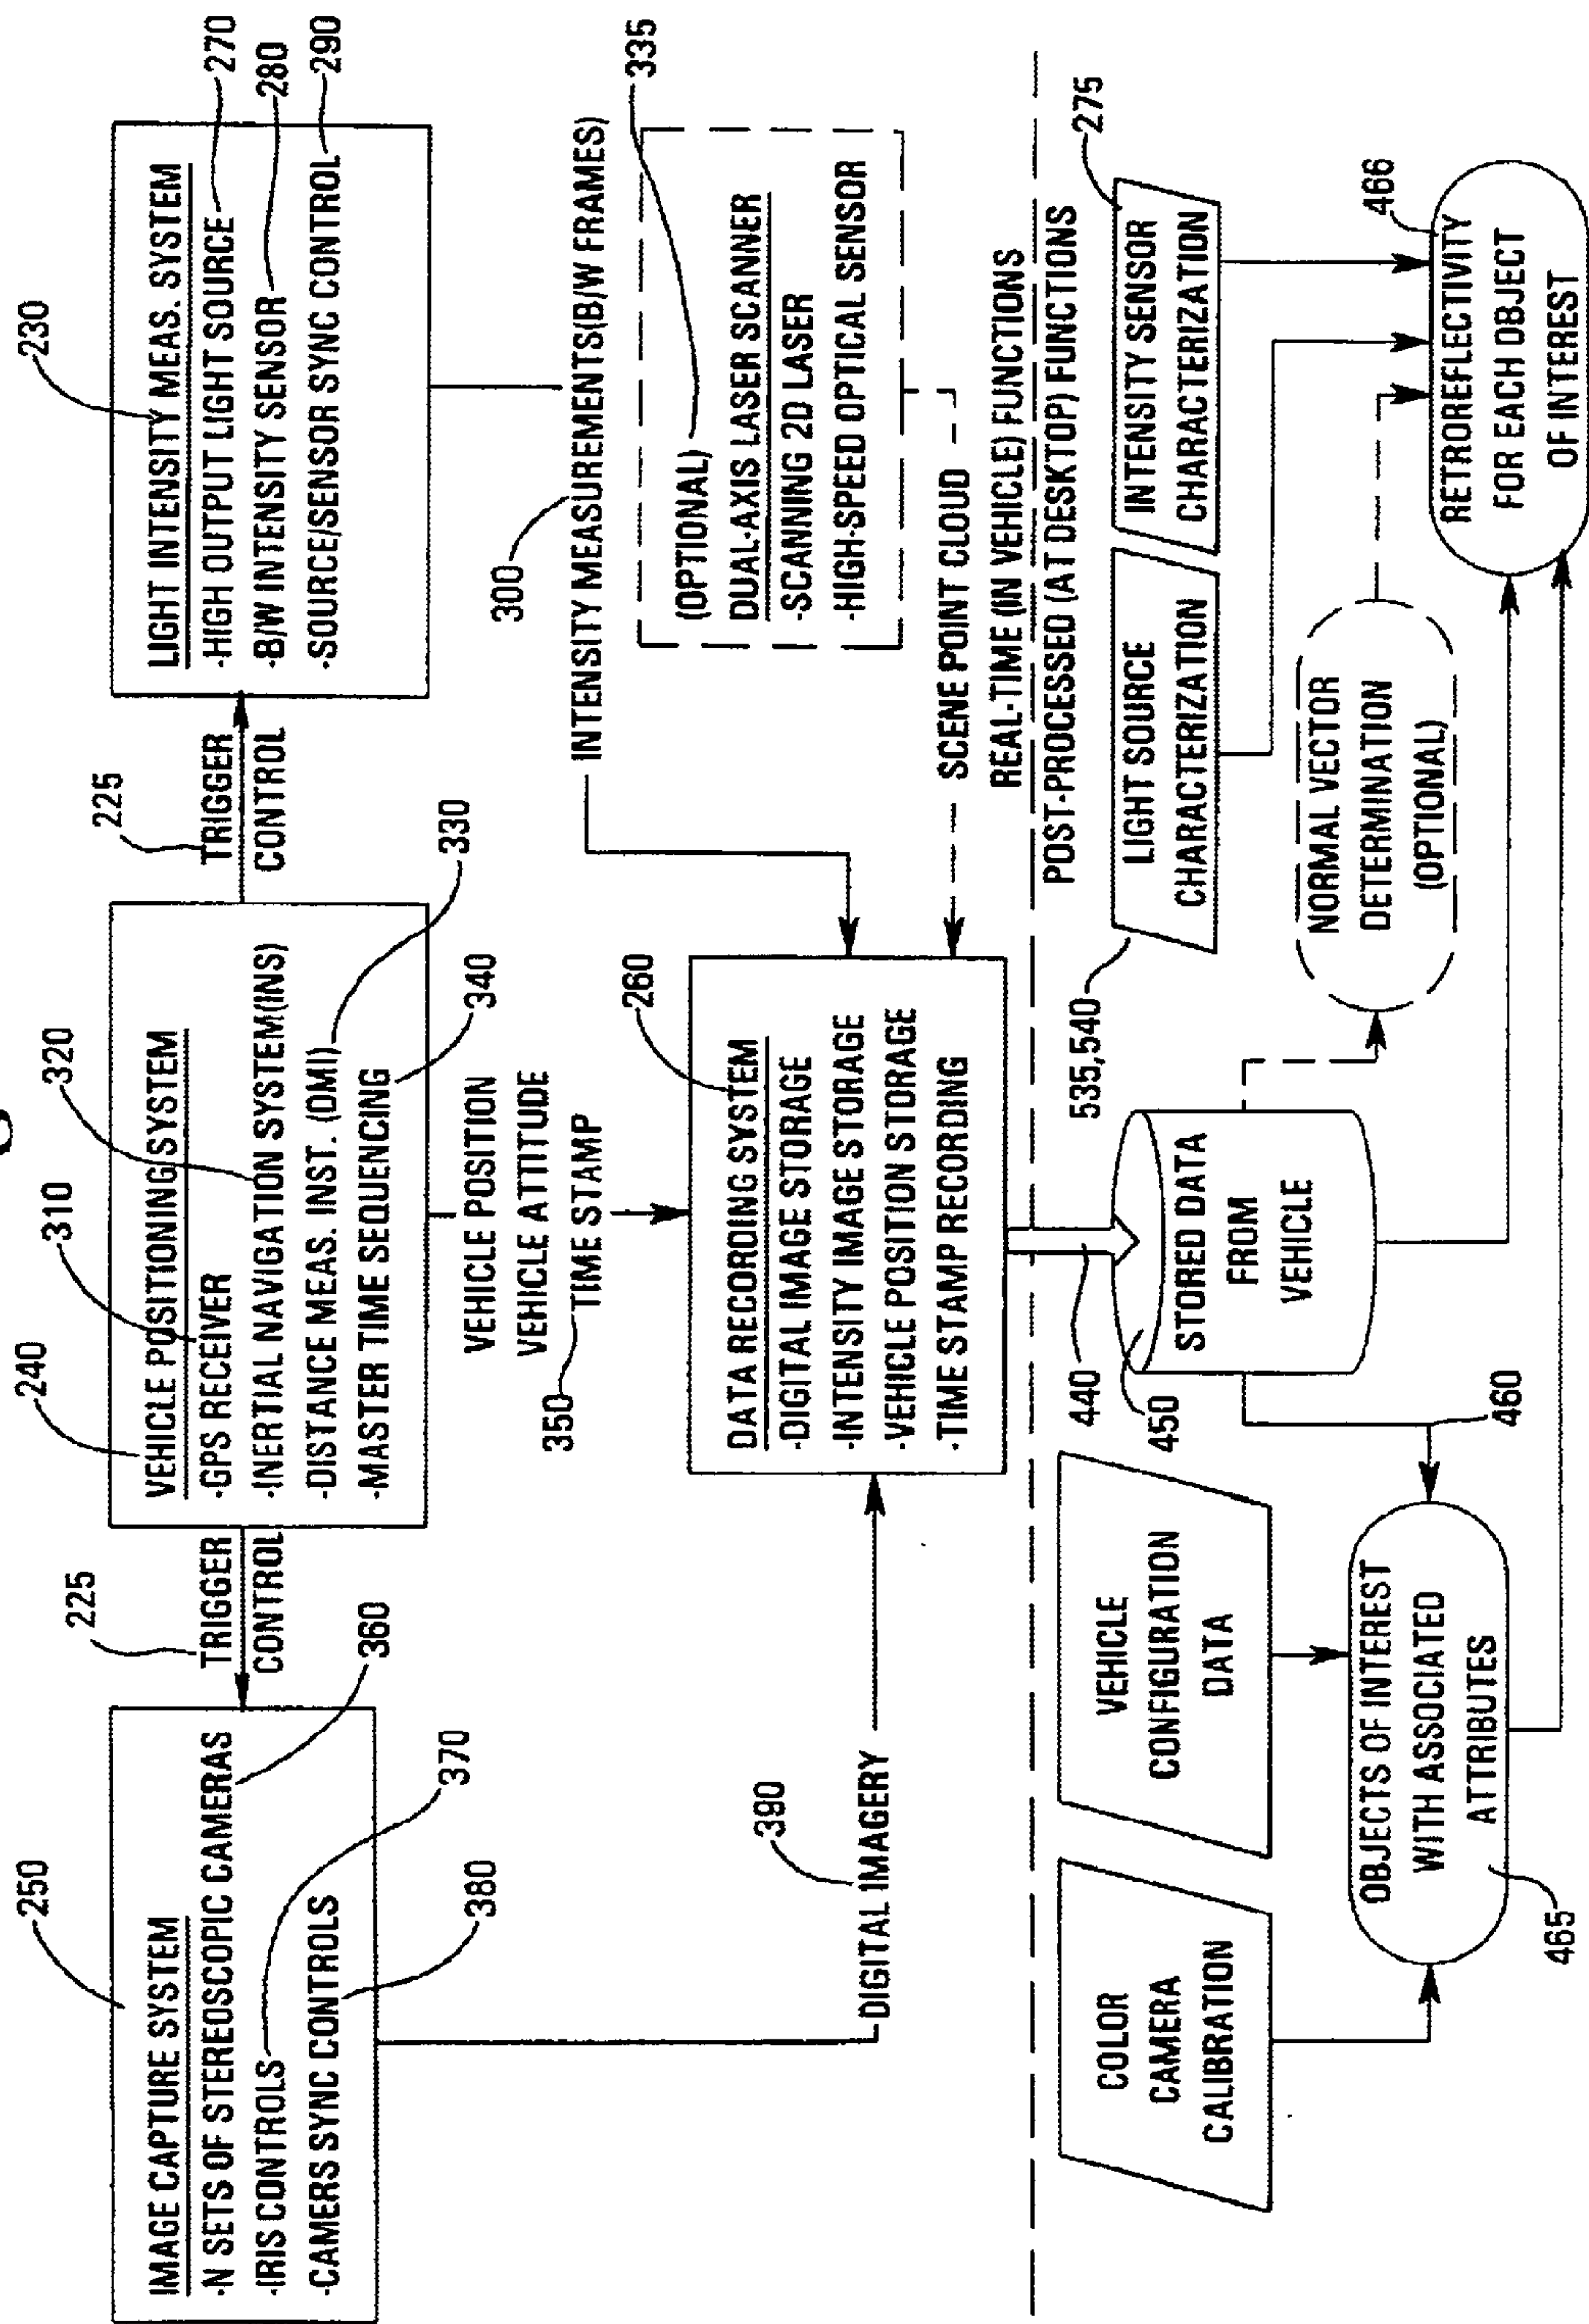 250
IMAGE CAPTURE SYSTEM
·N SETS OF STEREOSCOPIC CAMERAS
·IRIS CONTROLS
·CAMERS SYNC CONTROLS
360
370
380
225
TRIGGER
CONTROL
240
310
320
VEHICLE POSITIONING SYSTEM
·GPS RECEIVER
·INERTIAL NAVIGATION SYSTEM(INS)
·DISTANCE MEAS. INST. (DMI)
·MASTER TIME SEQUENCING
330
340
225
TRIGGER
CONTROL
230
LIGHT INTENSITY MEAS. SYSTEM
·HIGH OUTPUT LIGHT SOURCE
·B/W INTENSITY SENSOR
·SOURCE/SENSOR SYNC CONTROL
270
280
290
VEHICLE POSITION
VEHICLE ATTITUDE
350 TIME STAMP
300
INTENSITY MEASUREMENTS(B/W FRAMES)
335
(OPTIONAL)
DUAL-AXIS LASER SCANNER
·SCANNING 2D LASER
·HIGH-SPEED OPTICAL SENSOR
260
DATA RECORDING SYSTEM
·DIGITAL IMAGE STORAGE
·INTENSITY IMAGE STORAGE
·VEHICLE POSITION STORAGE
·TIME STAMP RECORDING
390
DIGITAL IMAGERY
SCENE POINT CLOUD
REAL-TIME (IN VEHICLE) FUNCTIONS
POST-PROCESSED (AT DESKTOP) FUNCTIONS
COLOR
CAMERA
CALIBRATION
VEHICLE
CONFIGURATION
DATA
440
450
STORED DATA
FROM
VEHICLE
535,540
LIGHT SOURCE
CHARACTERIZATION
INTENSITY SENSOR
CHARACTERIZATION
275
460
OBJECTS OF INTEREST
WITH ASSOCIATED
ATTRIBUTES
465
NORMAL VECTOR
DETERMINATION
(OPTIONAL)
466
RETROREFLECTIVITY
FOR EACH OBJECT
OF INTEREST